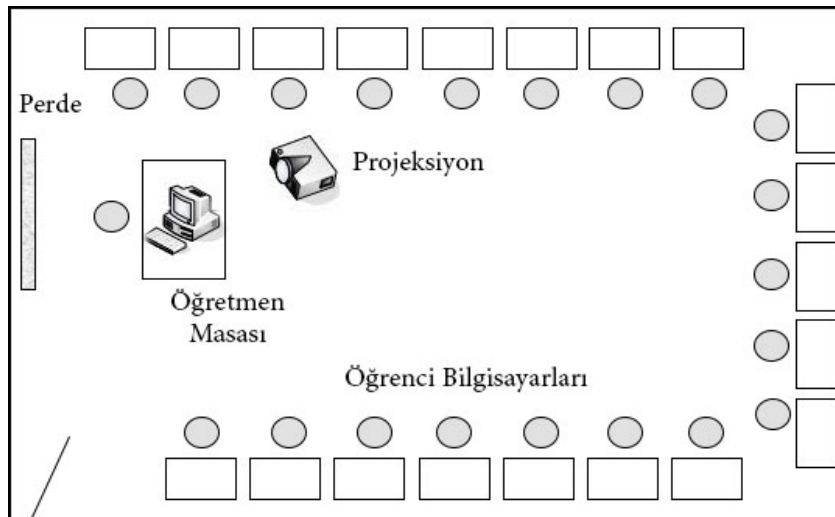 Perde
Projeksiyon
Öğretmen
Masası
Öğrenci Bilgisayarları